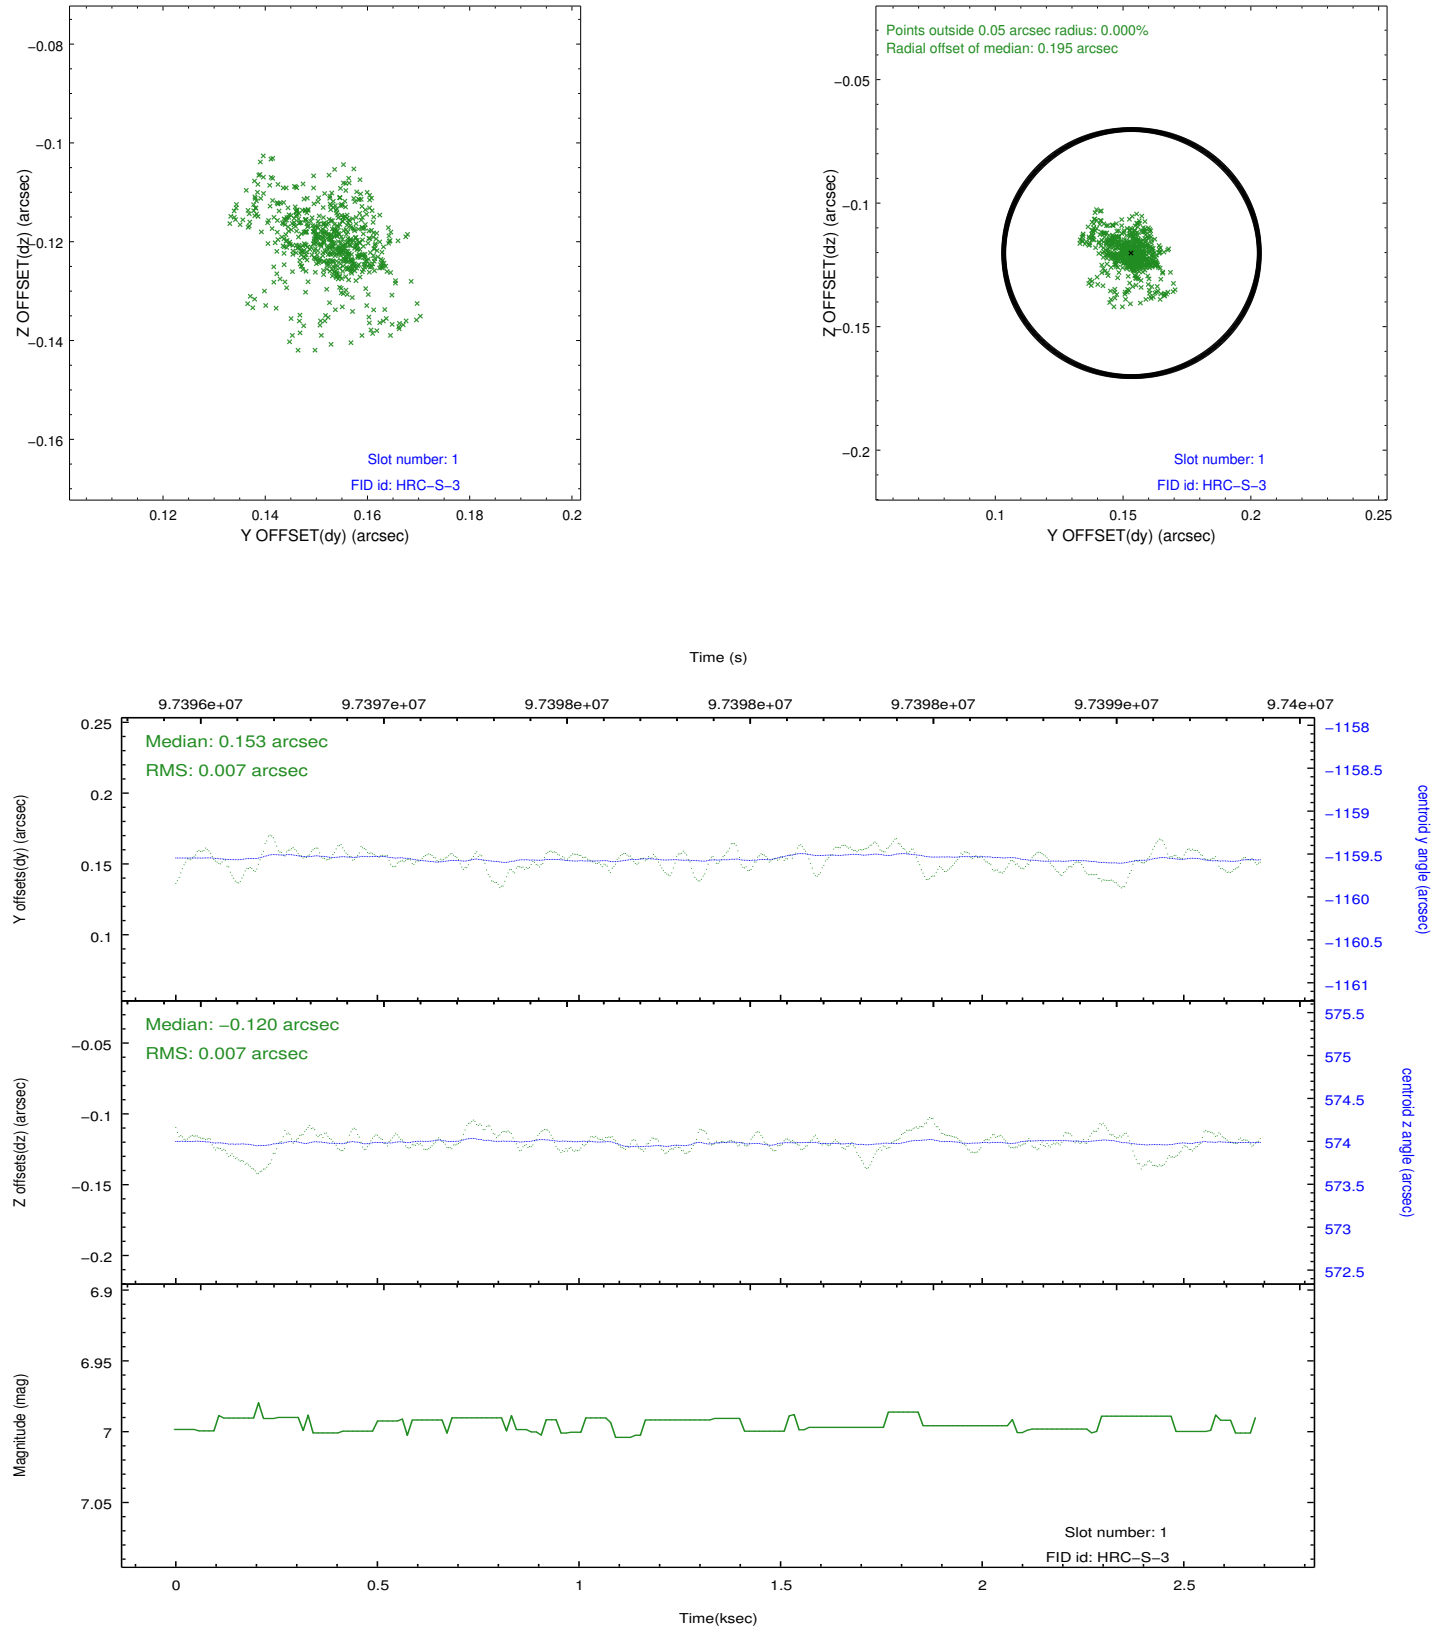 −0.08
−0.1
−0.12
−0.14
−0.16
Z OFFSET(dz) (arcsec)
Slot number: 1
FID id: HRC−S−3
0.12 0.14 0.16 0.18 0.2
Y OFFSET(dy) (arcsec)
Points outside 0.05 arcsec radius: 0.000%
Radial offset of median: 0.195 arcsec
−0.05
−0.1
−0.15
−0.2
Z OFFSET(dz) (arcsec)
Slot number: 1
FID id: HRC−S−3
0.1 0.15 0.2 0.25
Y OFFSET(dy) (arcsec)
Time (s)
9.7396e+07 9.7397e+07 9.7398e+07 9.7398e+07 9.7398e+07 9.7399e+07 9.74e+07
Median: 0.153 arcsec
RMS: 0.007 arcsec
0.25
0.2
0.15
0.1
Y offsets(dy) (arcsec)
−1158
−1158.5
−1159
−1159.5
−1160
−1160.5
−1161
centroid y angle (arcsec)
Median: −0.120 arcsec
RMS: 0.007 arcsec
−0.05
−0.1
−0.15
−0.2
Z offsets(dz) (arcsec)
575.5
575
574.5
574
573.5
573
572.5
centroid z angle (arcsec)
6.9
6.95
7
7.05
Magnitude (mag)
Slot number: 1
FID id: HRC−S−3
0 0.5 1 1.5 2 2.5
Time(ksec)